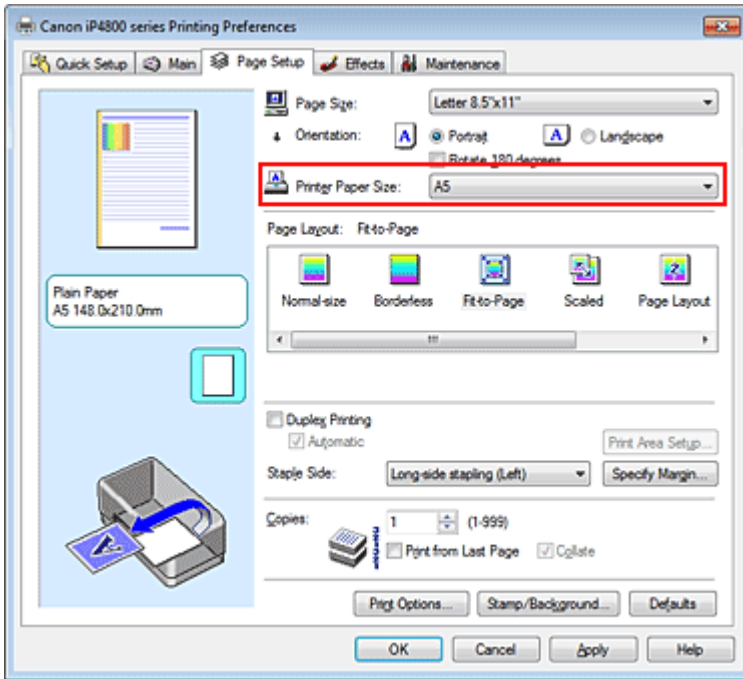 Canon iP4800 series Printing Preferences
Quick Setup Main Page Setup Effects Maintenance
Page Size: Letter 8.5"x11"
Orientation: A Portrait A Landscape
Rotate 180 degrees
Printer Paper Size: A5
Page Layout: Fit-to-Page
Normal-size Borderless Fit-to-Page Scaled Page Layout
Plain Paper
A5 148.0x210.0mm
Duplex Printing
Automatic Print Area Setup...
Staple Side: Long-side stapling (Left) Specify Margin...
Copies: 1 (1-999)
Print from Last Page Collate
Print Options... Stamp/Background... Defaults
OK Cancel Apply Help